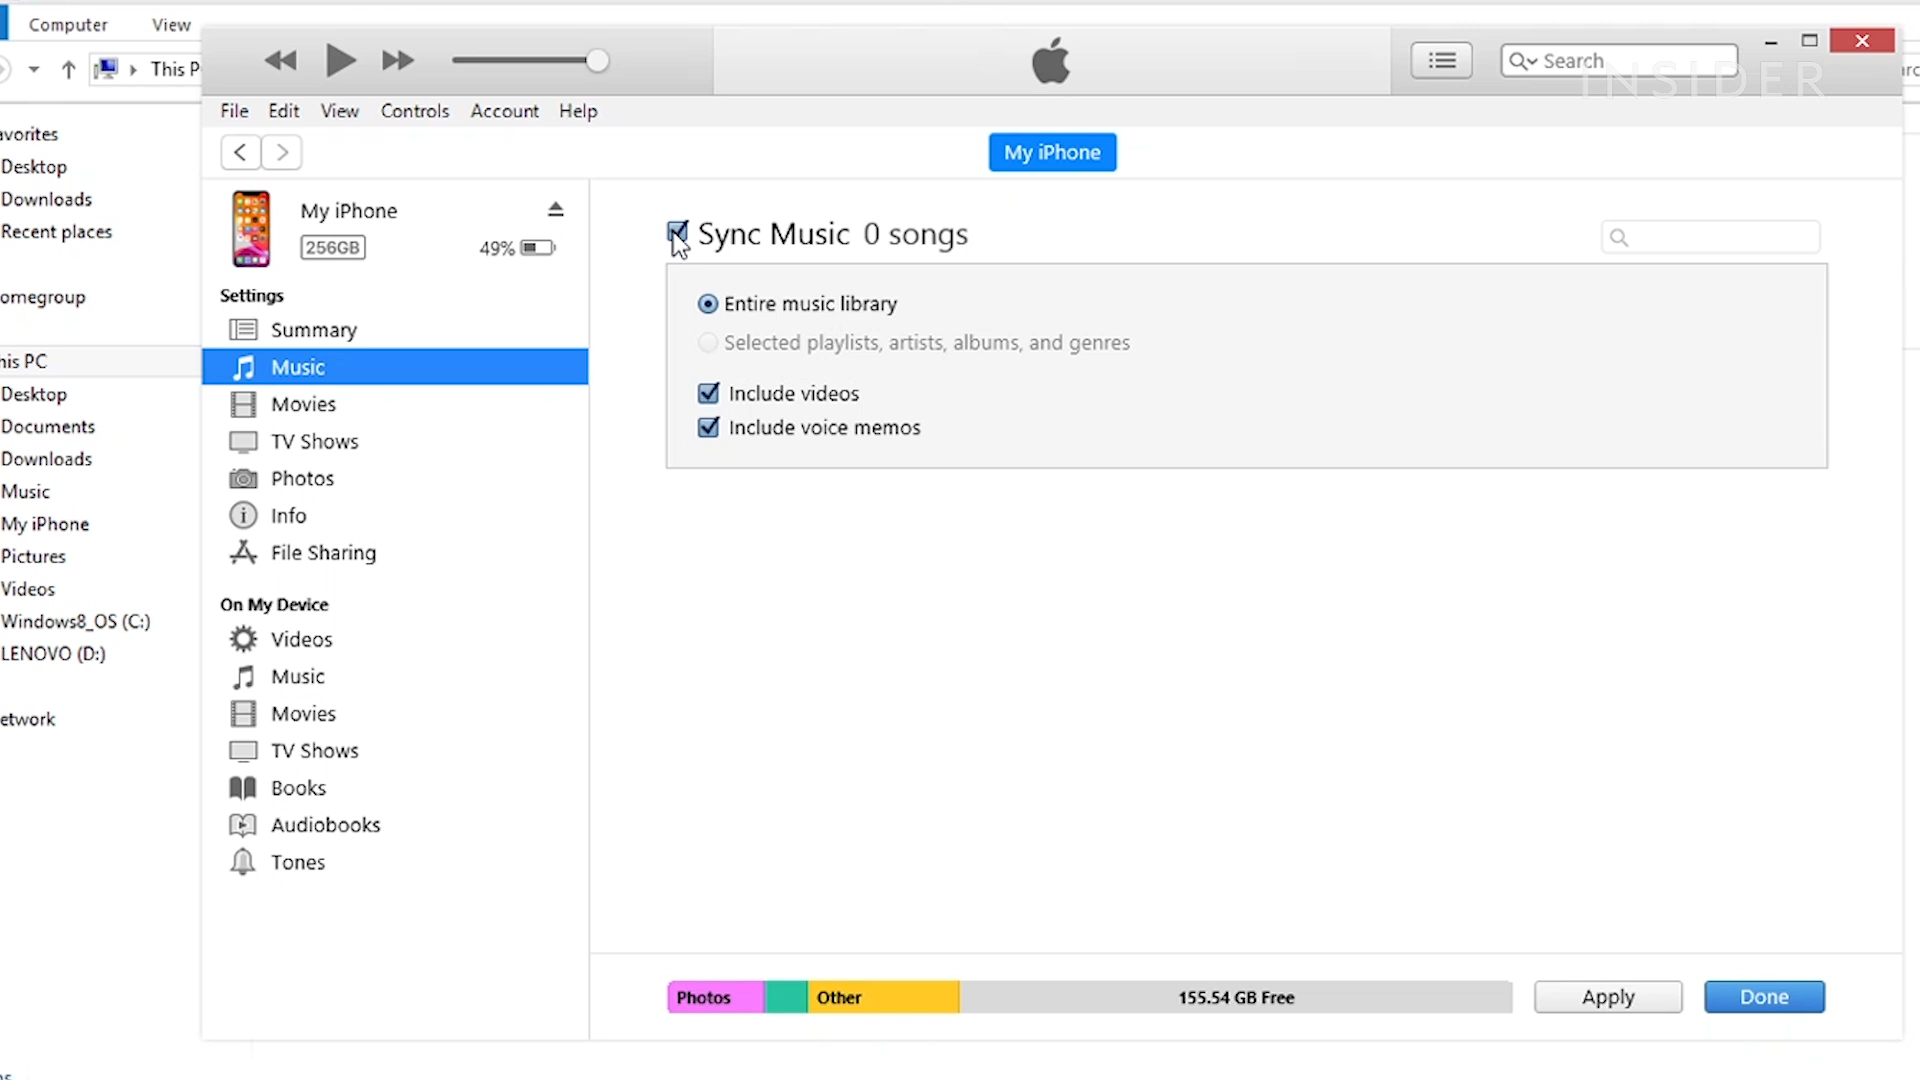 Computer View
This P
Search
INSIDER
File Edit View Controls Account Help
My iPhone
avorites
Desktop
Downloads
Recent places
omegroup
his PC
Desktop
Documents
Downloads
Music
My iPhone
Pictures
Videos
Windows8_OS (C:)
LENOVO (D:)
etwork
My iPhone
256GB 49%
Settings
Summary
Music
Movies
TV Shows
Photos
Info
File Sharing
On My Device
Videos
Music
Movies
TV Shows
Books
Audiobooks
Tones
Sync Music 0 songs
Entire music library
Selected playlists, artists, albums, and genres
Include videos
Include voice memos
Photos Other 155.54 GB Free Apply Done